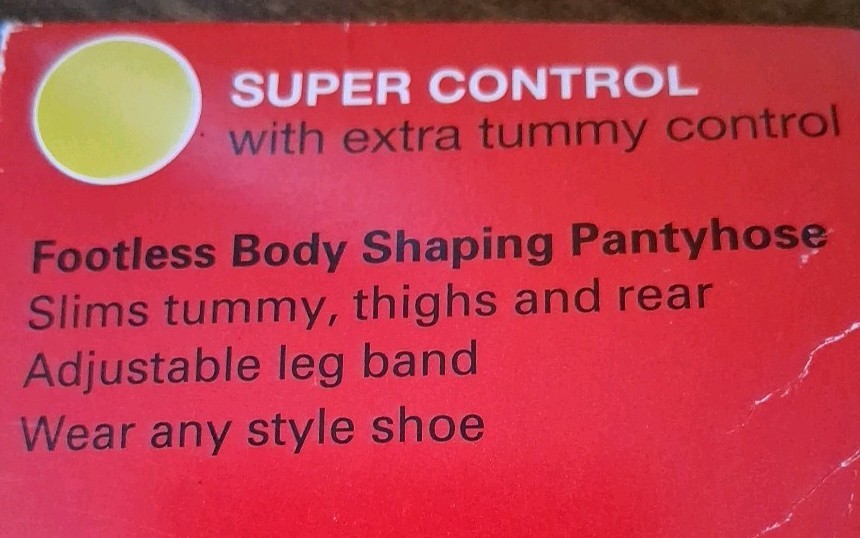 SUPER CONTROL
with extra tummy control
Footless Body Shaping Pantyhose
Slims tummy, thighs and rear
Adjustable leg band
Wear any style shoe